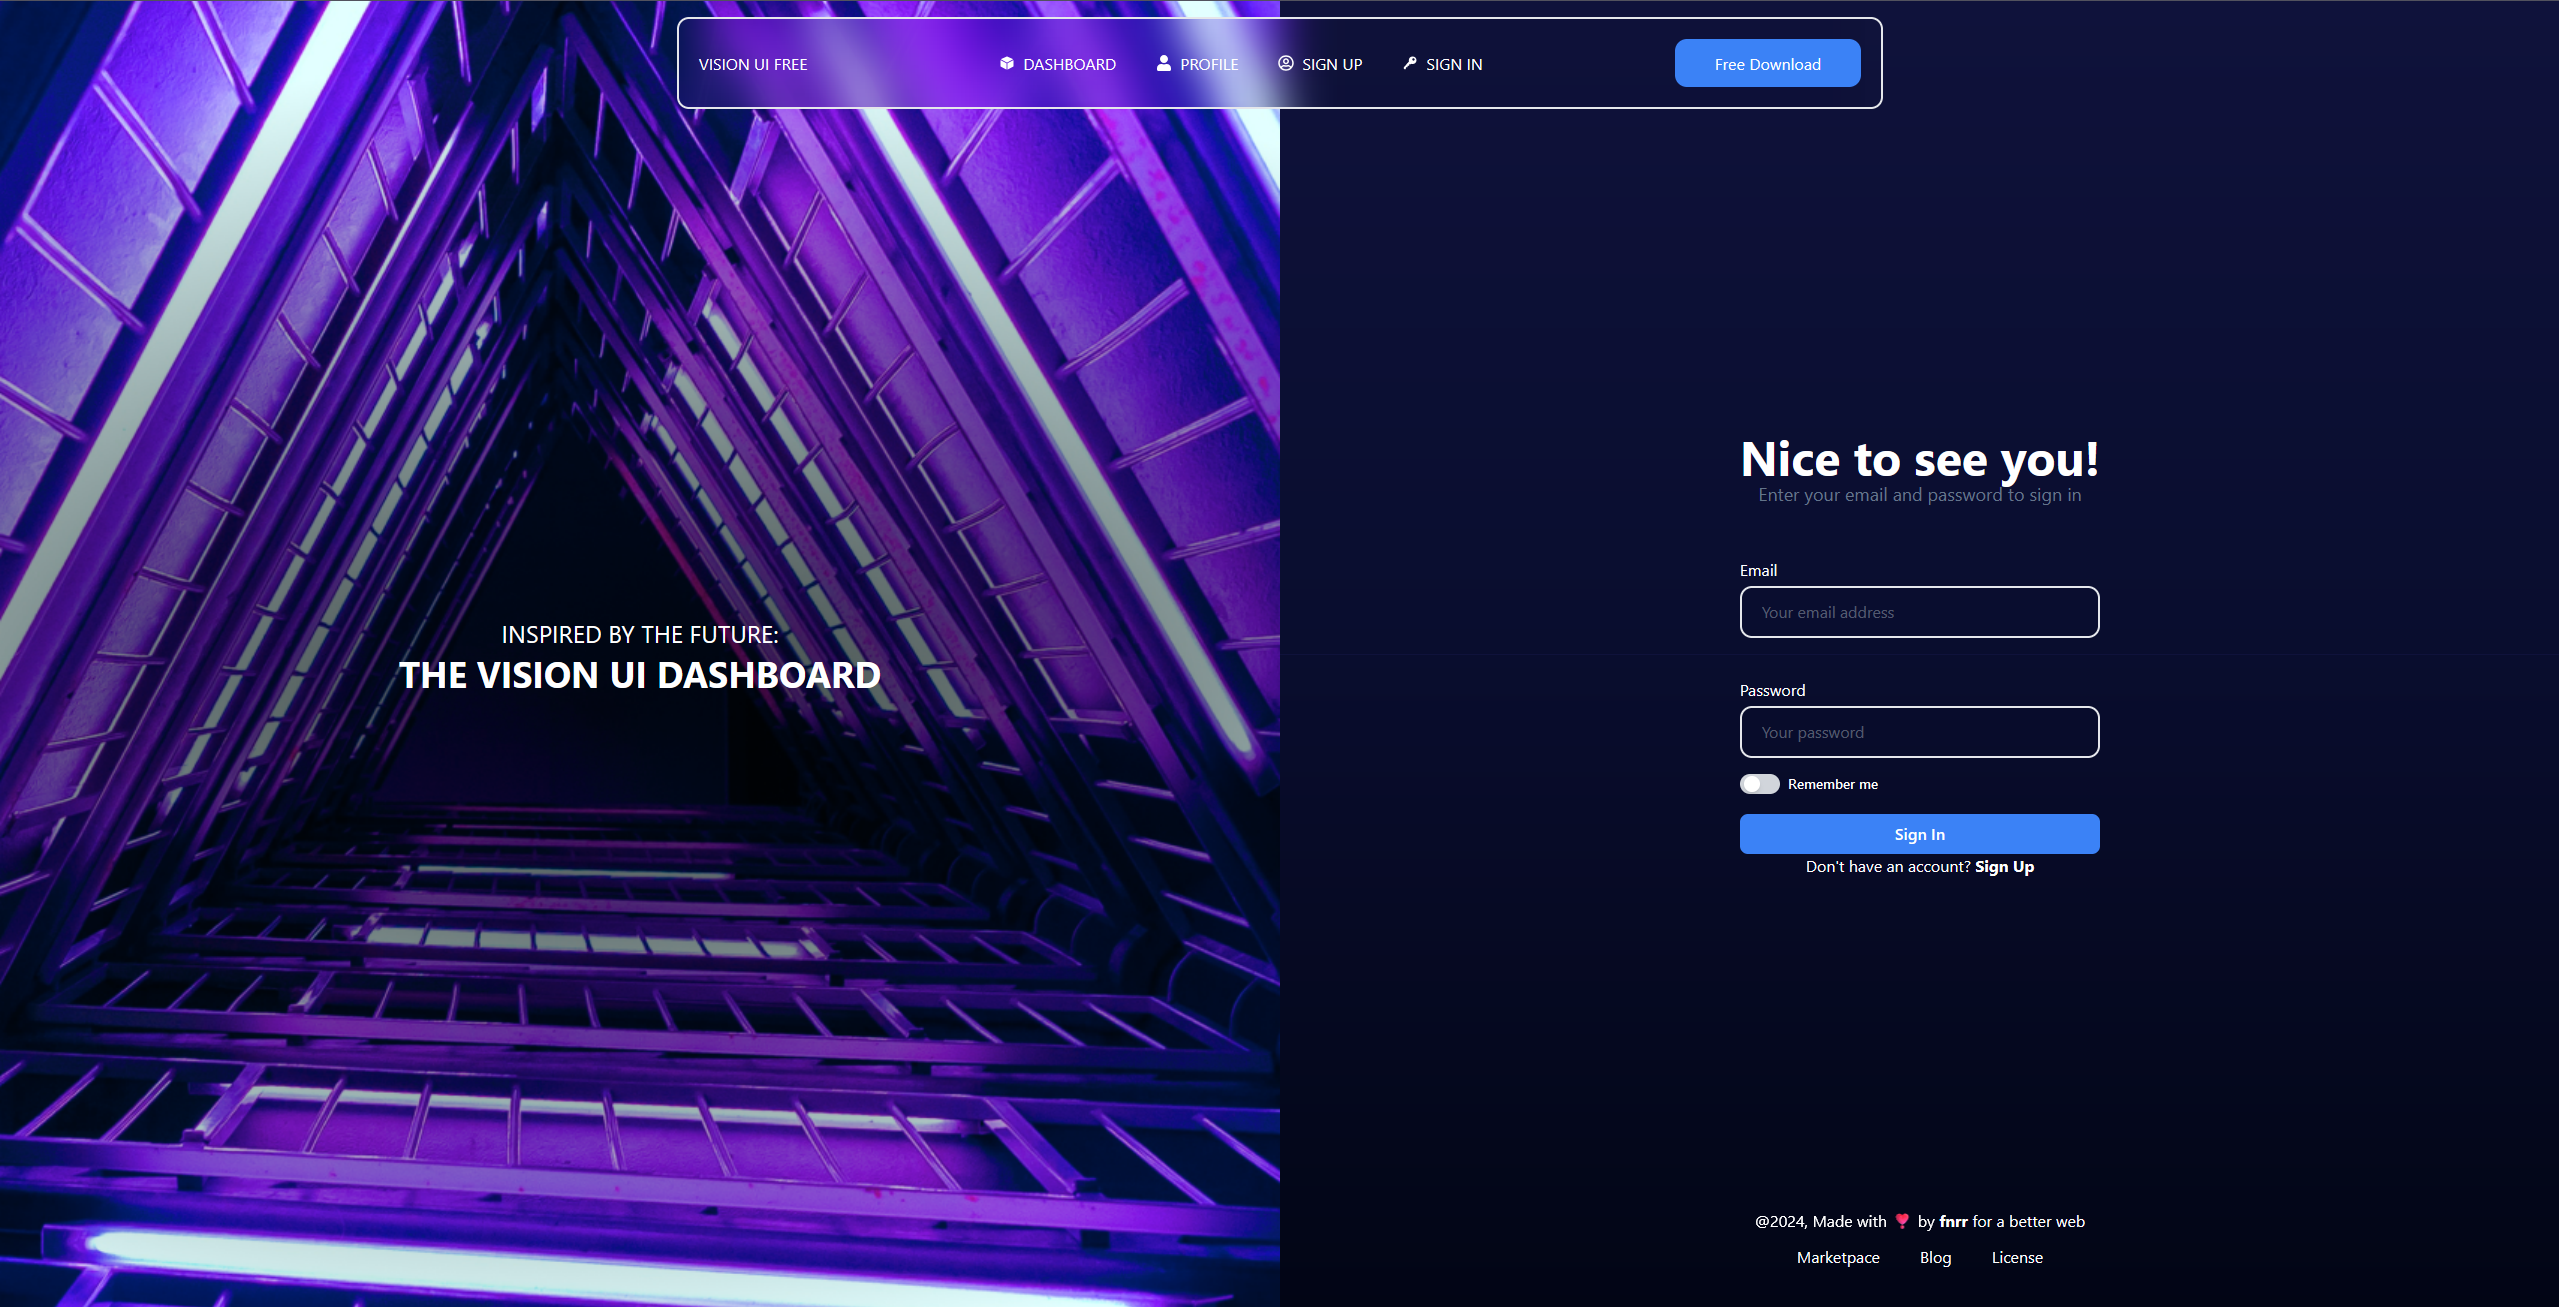 VISION UI FREE
DASHBOARD
PROFILE
SIGN UP
SIGN IN
Free Download
INSPIRED BY THE FUTURE:
THE VISION UI DASHBOARD
Nice to see you!
Enter your email and password to sign in
Email
Your email address
Password
Your password
Remember me
Sign In
Don't have an account? Sign Up
@2024, Made with ❣ by fnrr for a better web
Marketpace
Blog
License